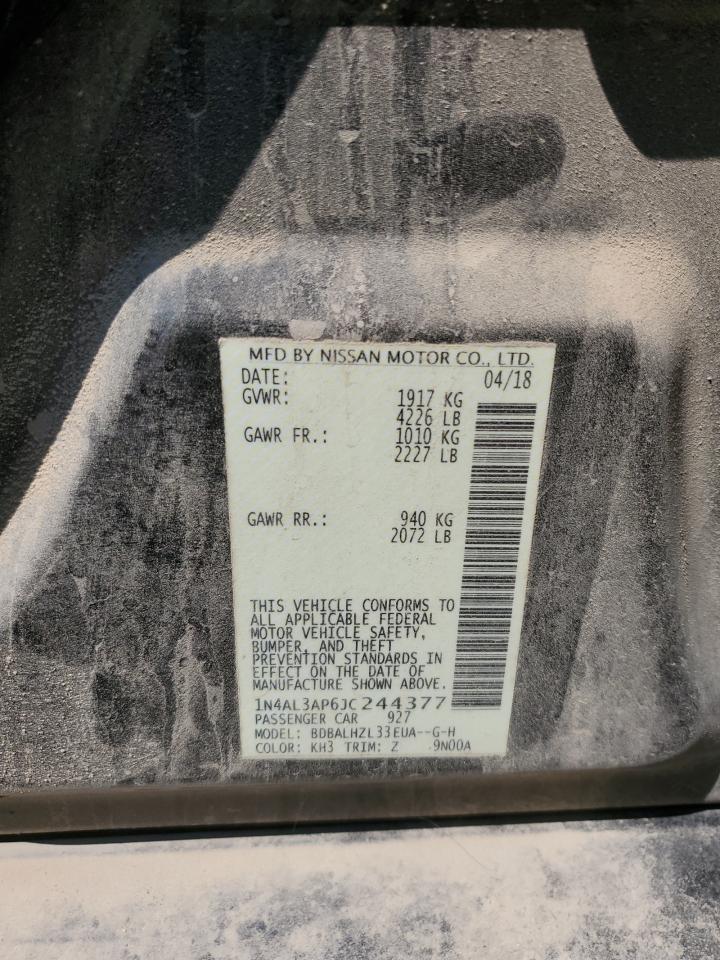 MFD BY NISSAN MOTOR CO., LTD.
DATE: 04/18
GVWR: 1917 KG
4226 LB
GAWR FR.: 1010 KG
2227 LB
GAWR RR.: 940 KG
2072 LB
THIS VEHICLE CONFORMS TO
ALL APPLICABLE FEDERAL
MOTOR VEHICLE SAFETY,
BUMPER, AND THEFT
PREVENTION STANDARDS IN
EFFECT ON THE DATE OF
MANUFACTURE SHOWN ABOVE.
1N4AL3AP6JC244377
PASSENGER CAR 927
MODEL: BDBALHZL33EUA--G-H
COLOR: KH3 TRIM: Z 9N00A